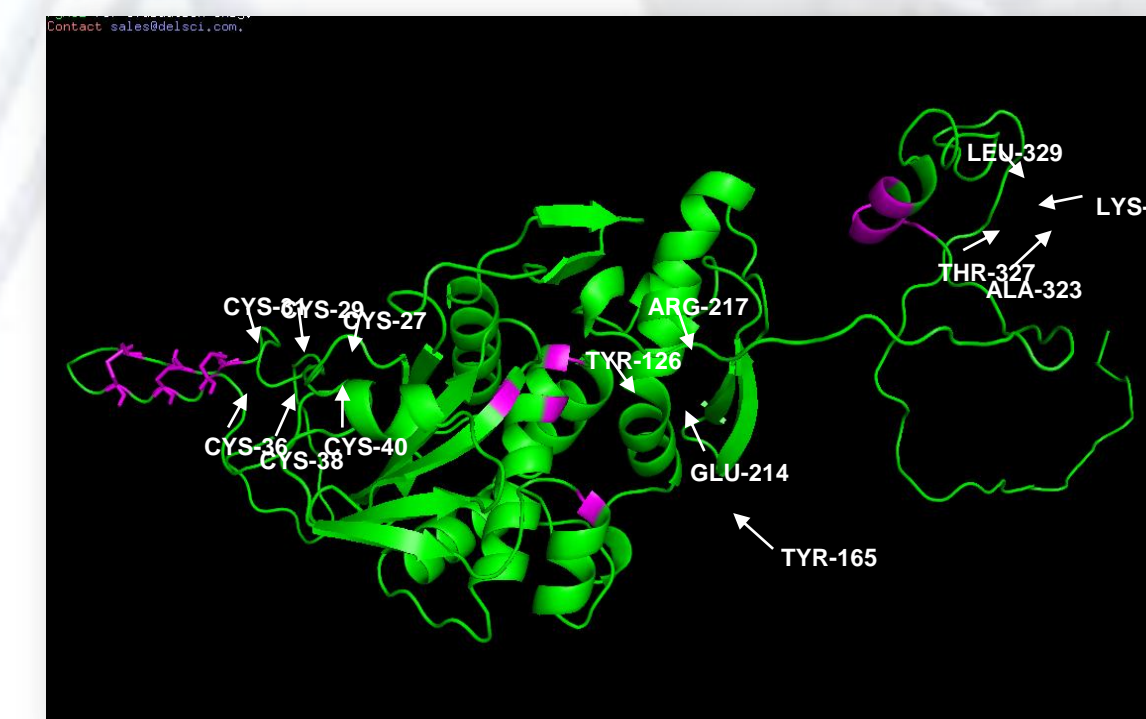 Contact sales@delsci.com.
LEU-329
LYS-
THR-327
ALA-323
CYS-31
CYS-29
CYS-27
ARG-217
TYR-126
CYS-36
CYS-38
CYS-40
GLU-214
TYR-165